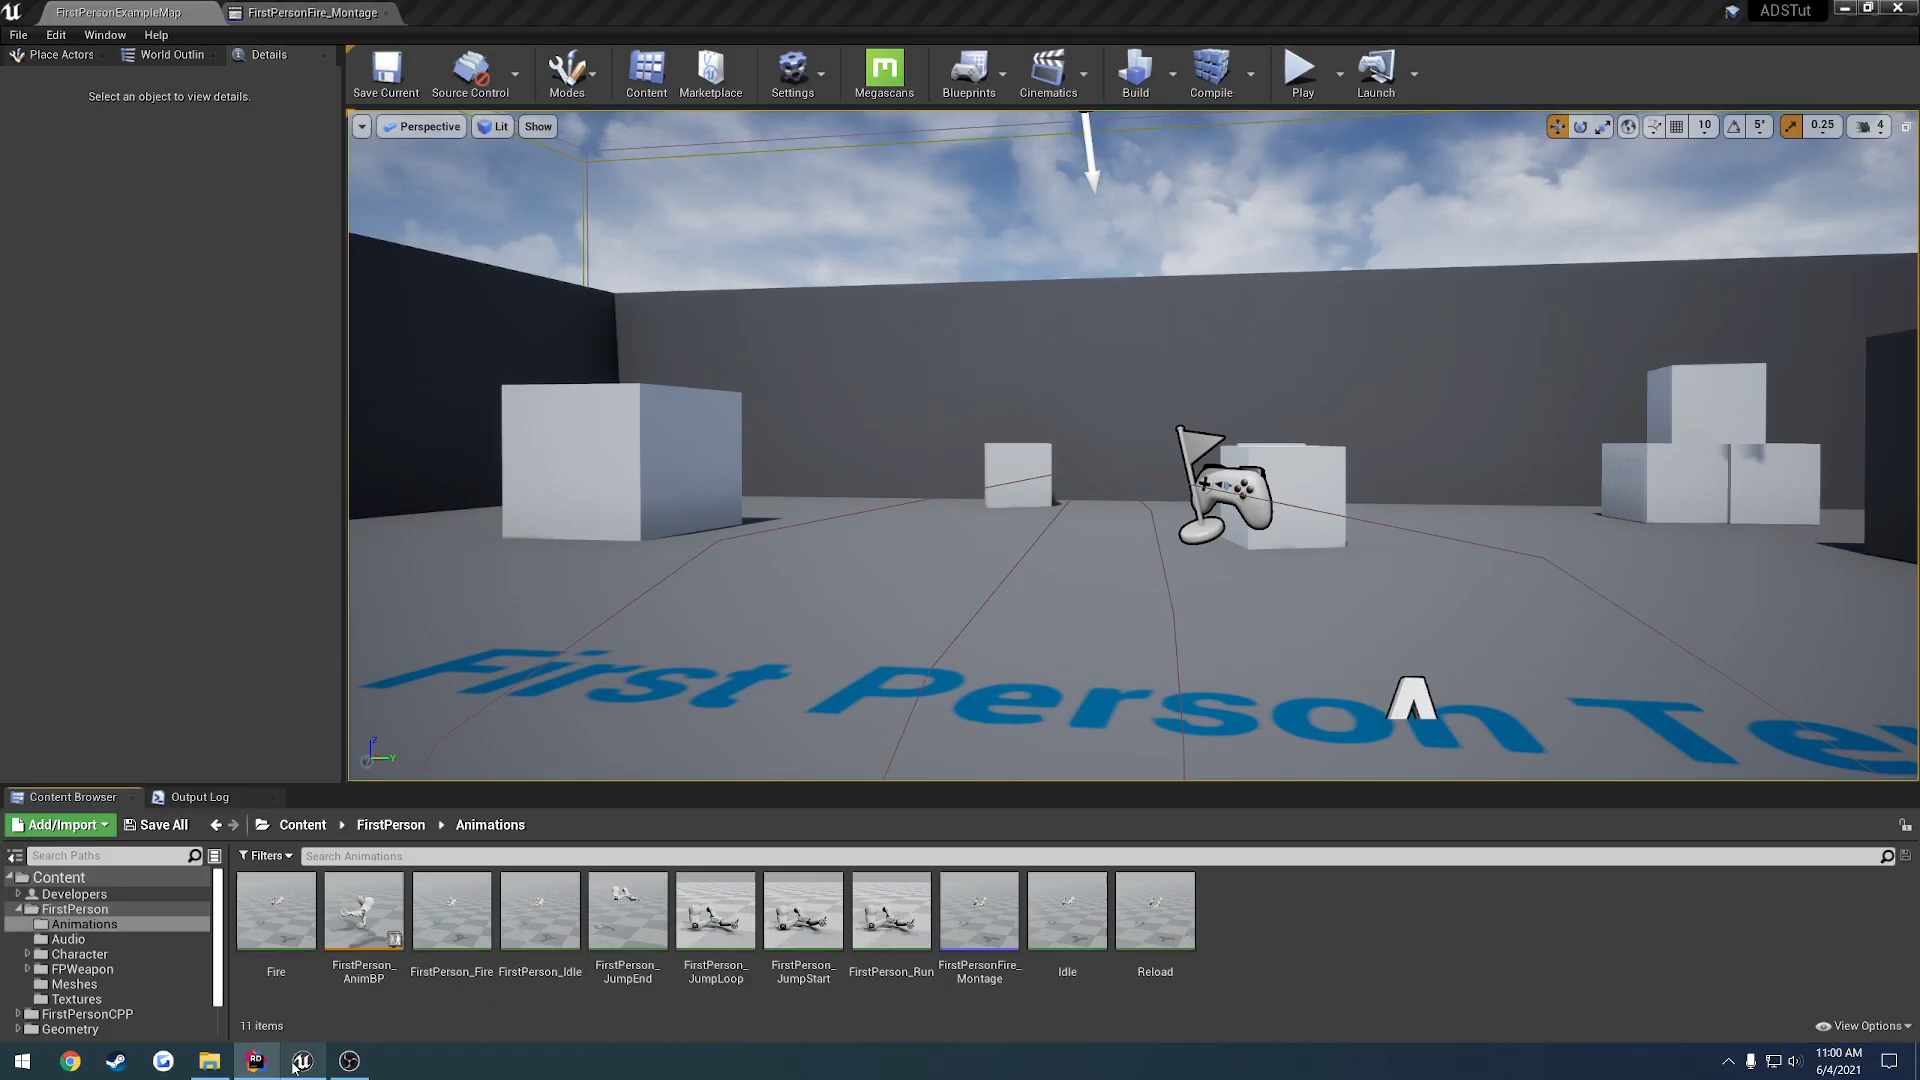 FirstPersonExampleMap
FirstPersonFire_Montage
ADSTut
File Edit Window Help
Place Actors
World Outlin
Details
Select an object to view details.
Save Current
Source Control
Modes
Content
Marketplace
Settings
Megascans
Blueprints
Cinematics
Build
Compile
Play
Launch
Perspective
Lit
Show
10
5°
0.25
4
First Person Te
Z
Y
Content Browser
Output Log
Add/Import
Save All
Content
FirstPerson
Animations
Search Paths
Filters
Search Animations
Content
Developers
FirstPerson
Animations
Audio
Character
FPWeapon
Meshes
Textures
FirstPersonCPP
Geometry
Fire
FirstPerson_
AnimBP
FirstPerson_Fire
FirstPerson_Idle
FirstPerson_
JumpEnd
FirstPerson_
JumpLoop
FirstPerson_
JumpStart
FirstPerson_Run
FirstPersonFire_
Montage
Idle
Reload
11 items
View Options
RD
11:00 AM
6/4/2021